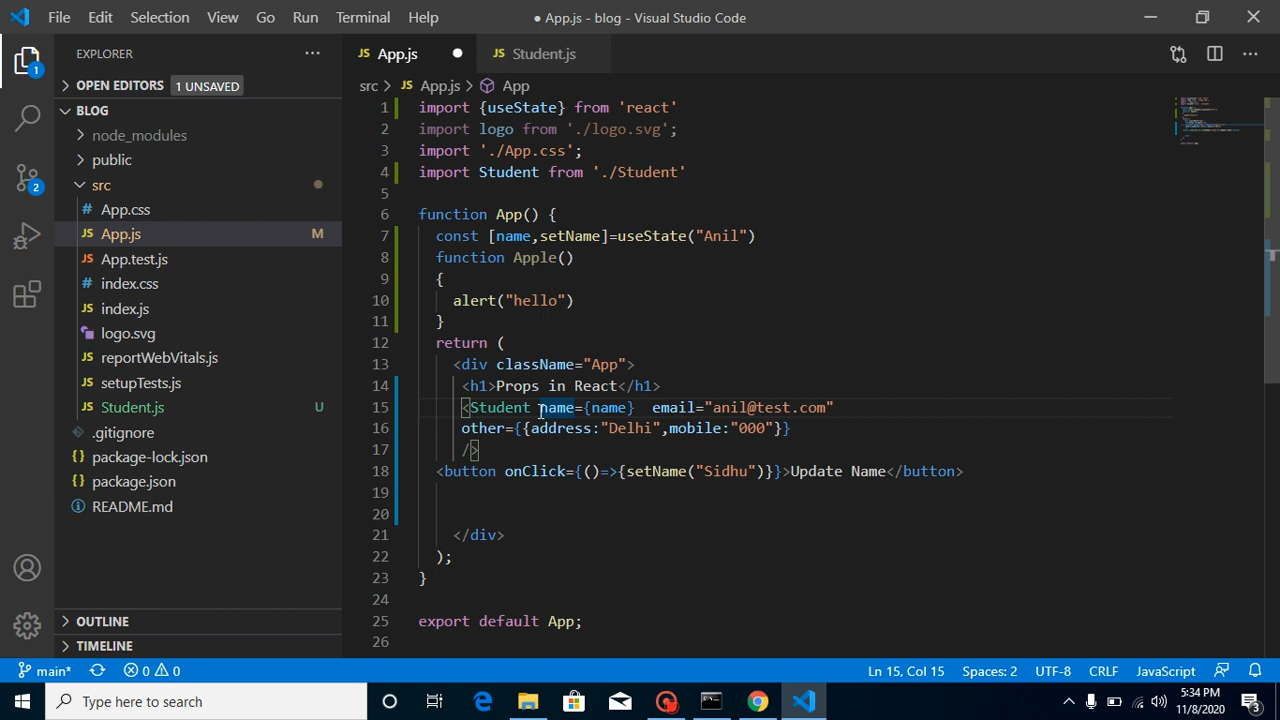 File Edit Selection View Go Run Terminal Help ● App.js - blog - Visual Studio Code
EXPLORER
OPEN EDITORS 1 UNSAVED
BLOG
node_modules
public
src
App.css
App.js M
App.test.js
index.css
index.js
logo.svg
reportWebVitals.js
setupTests.js
Student.js U
.gitignore
package-lock.json
package.json
README.md
OUTLINE
TIMELINE
JS App.js ● JS Student.js
src > JS App.js > App
1 import {useState} from 'react'
2 import logo from './logo.svg';
3 import './App.css';
4 import Student from './Student'
5
6 function App() {
7 const [name,setName]=useState("Anil")
8 function Apple()
9 {
10 alert("hello")
11 }
12 return (
13 <div className="App">
14 <h1>Props in React</h1>
15 <Student name={name}  email="anil@test.com"
16 other={{address:"Delhi",mobile:"000"}}
17 />
18 <button onClick={()=>{setName("Sidhu")}}>Update Name</button>
19
20
21 </div>
22 );
23 }
24
25 export default App;
26
main* 0 0 Ln 15, Col 15 Spaces: 2 UTF-8 CRLF JavaScript
Type here to search
5:34 PM
11/8/2020
3
1
2